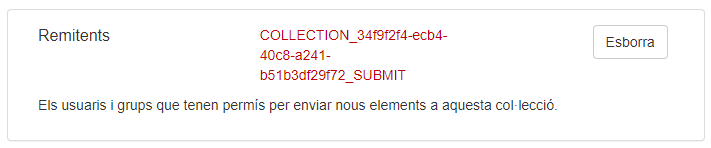 Remitents
COLLECTION_34f9f2f4-ecb4-
40c8-a241-
b51b3df29f72_SUBMIT
Esborra
Els usuaris i grups que tenen permís per enviar nous elements a aquesta col·lecció.